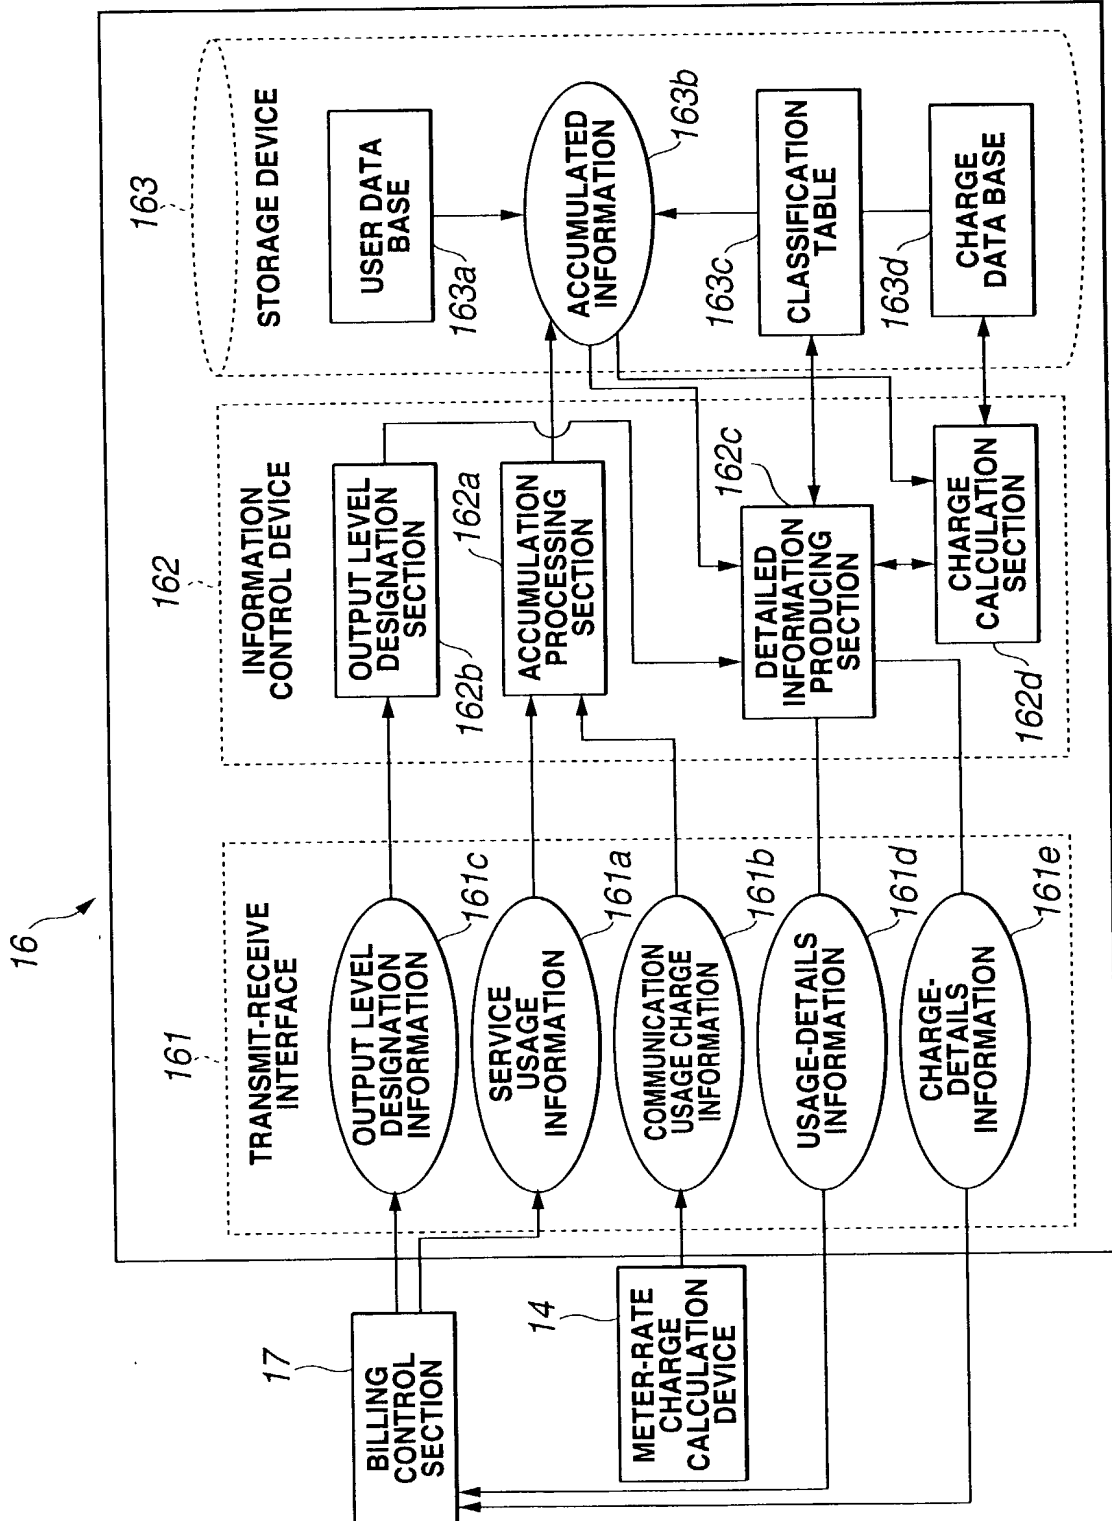 16
161
TRANSMIT-RECEIVE
INTERFACE
OUTPUT LEVEL
DESIGNATION
INFORMATION
161c
SERVICE
USAGE
INFORMATION
161a
COMMUNICATION
USAGE CHARGE
INFORMATION
161b
USAGE-DETAILS
INFORMATION
161d
CHARGE-
DETAILS
INFORMATION
161e
162
INFORMATION
CONTROL DEVICE
OUTPUT LEVEL
DESIGNATION
SECTION
162b
162a
ACCUMULATION
PROCESSING
SECTION
162c
DETAILED
INFORMATION
PRODUCING
SECTION
CHARGE
CALCULATION
SECTION
162d
163
STORAGE DEVICE
USER DATA
BASE
163a
ACCUMULATED
INFORMATION
163b
163c
CLASSIFICATION
TABLE
163d
CHARGE
DATA BASE
17
BILLING
CONTROL
SECTION
14
METER-RATE
CHARGE
CALCULATION
DEVICE